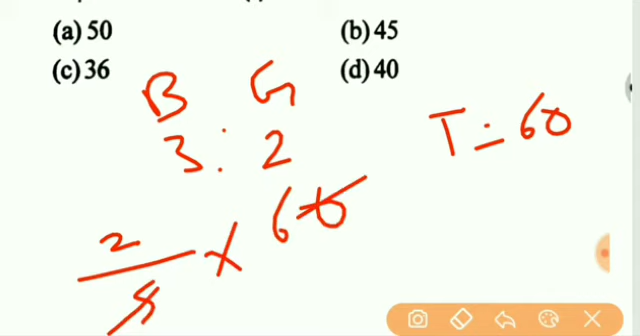 (a) 50 (b) 45
(c) 36 (d) 40
B G
3 : 2 T = 60
2/5 × 60